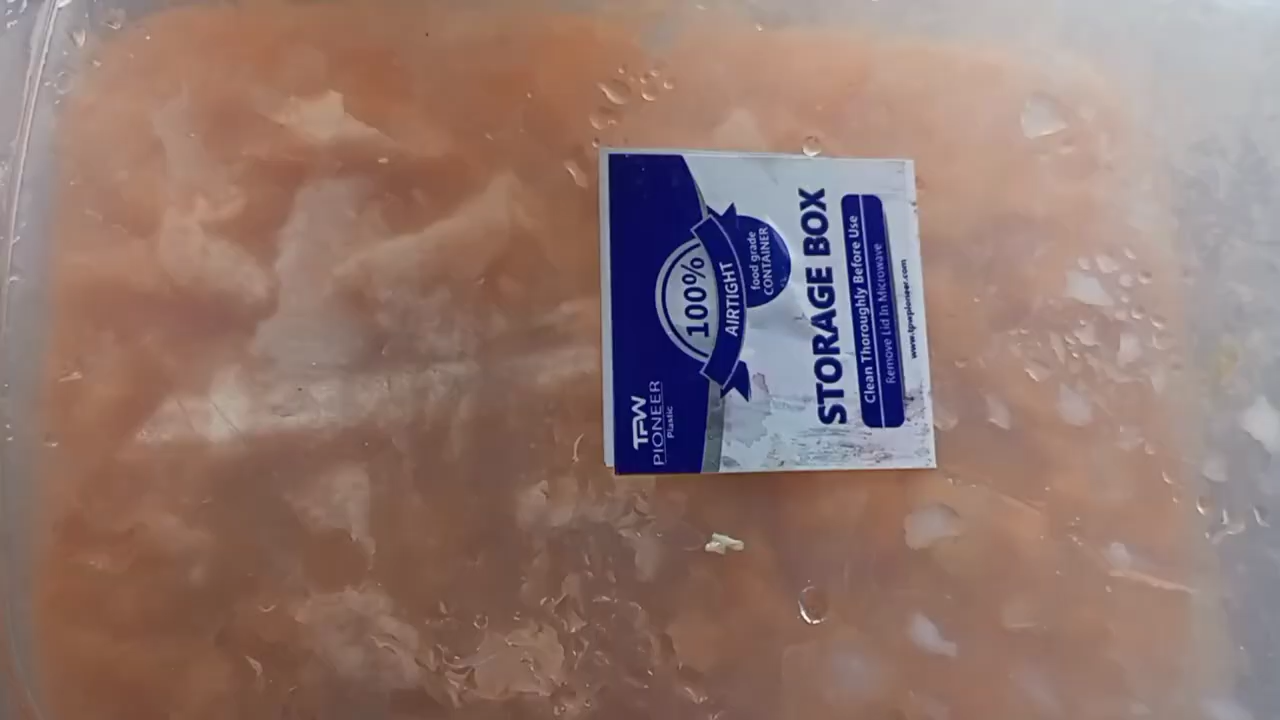 TFW
PIONEER
Plastic
100%
AIRTIGHT
food grade
CONTAINER
STORAGE BOX
Clean Thoroughly Before Use
Remove Lid In Microwave
www.tpwpioneer.com